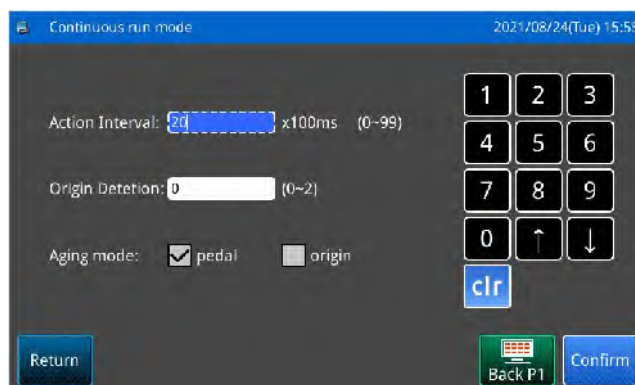 Continuous run mode 2021/08/24(Tue) 15:55
Action Interval: 20 x100ms (0~99)
Origin Detetion: 0 (0~2)
Aging mode: pedal origin
1 2 3
4 5 6
7 8 9
0 ↑ ↓
clr
Return
Back P1
Confirm